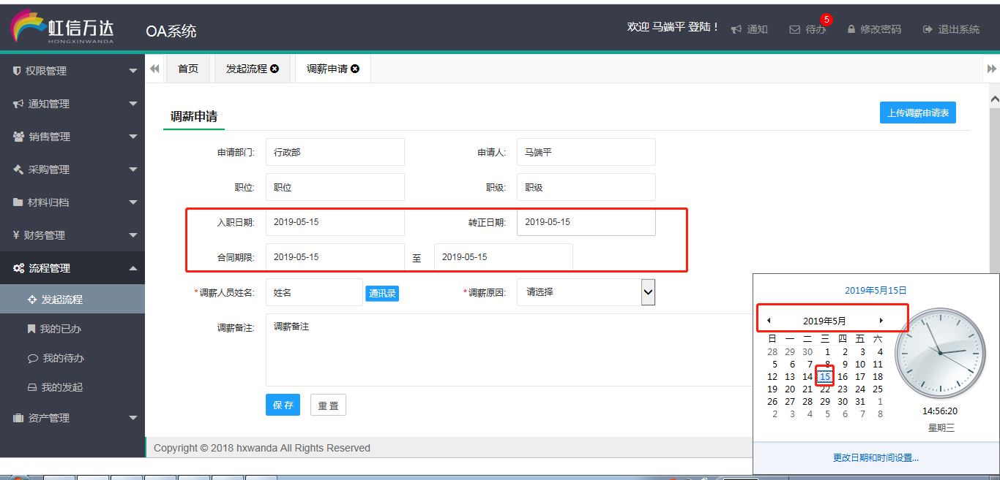 虹信万达
HONGXINWANDA
OA系统
欢迎 马端平 登陆！ 通知 待办 5 修改密码 退出系统
权限管理
通知管理
销售管理
采购管理
材料归档
¥ 财务管理
流程管理
发起流程
我的已办
我的待办
我的发起
资产管理
首页 发起流程 调薪申请
调薪申请 上传调薪申请表
申请部门: 行政部 申请人: 马端平
职位: 职位 职级: 职级
入职日期: 2019-05-15 转正日期: 2019-05-15
合同期限: 2019-05-15 至 2019-05-15
*调薪人员姓名: 姓名 通讯录 *调薪原因: 请选择
调薪备注: 调薪备注
保 存 重 置
Copyright © 2018 hxwanda All Rights Reserved
2019年5月15日
2019年5月
日 一 二 三 四 五 六
28 29 30 1 2 3 4
5 6 7 8 9 10 11
12 13 14 15 16 17 18
19 20 21 22 23 24 25
26 27 28 29 30 31 1
2 3 4 5 6 7 8
14:56:20
星期三
更改日期和时间设置...